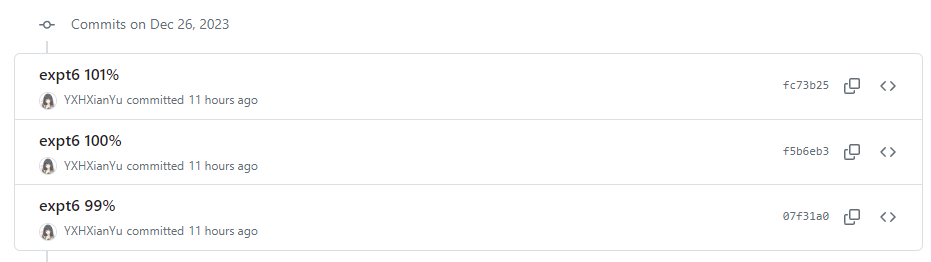 Commits on Dec 26, 2023
expt6 101%
YXHXianYu committed 11 hours ago
fc73b25
expt6 100%
YXHXianYu committed 11 hours ago
f5b6eb3
expt6 99%
YXHXianYu committed 11 hours ago
07f31a0